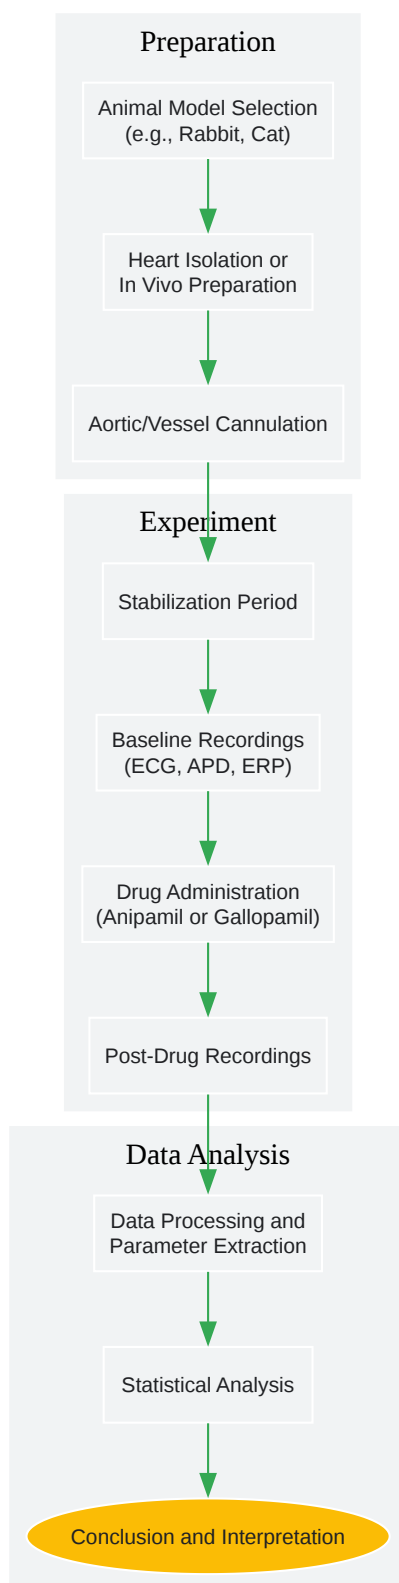 Preparation
Animal Model Selection
(e.g., Rabbit, Cat)
Heart Isolation or
In Vivo Preparation
Aortic/Vessel Cannulation
Experiment
Stabilization Period
Baseline Recordings
(ECG, APD, ERP)
Drug Administration
(Anipamil or Gallopamil)
Post-Drug Recordings
Data Analysis
Data Processing and
Parameter Extraction
Statistical Analysis
Conclusion and Interpretation